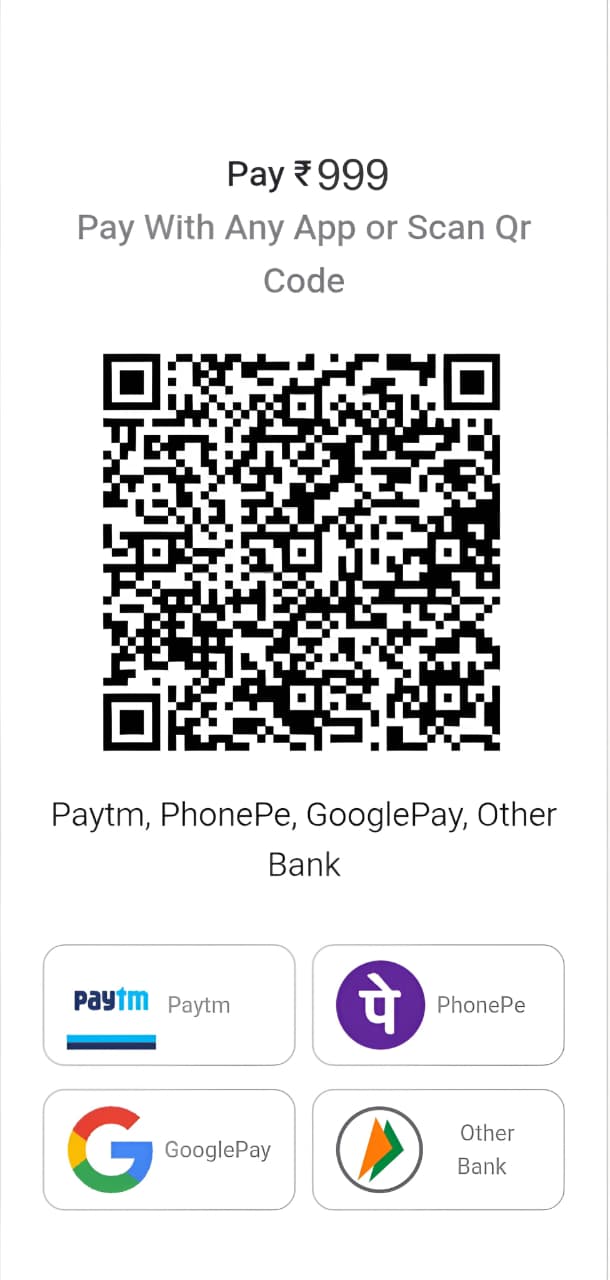 Pay ₹999
Pay With Any App or Scan Qr
Code
Paytm, PhonePe, GooglePay, Other
Bank
paytm Paytm
पे PhonePe
GooglePay
Other
Bank